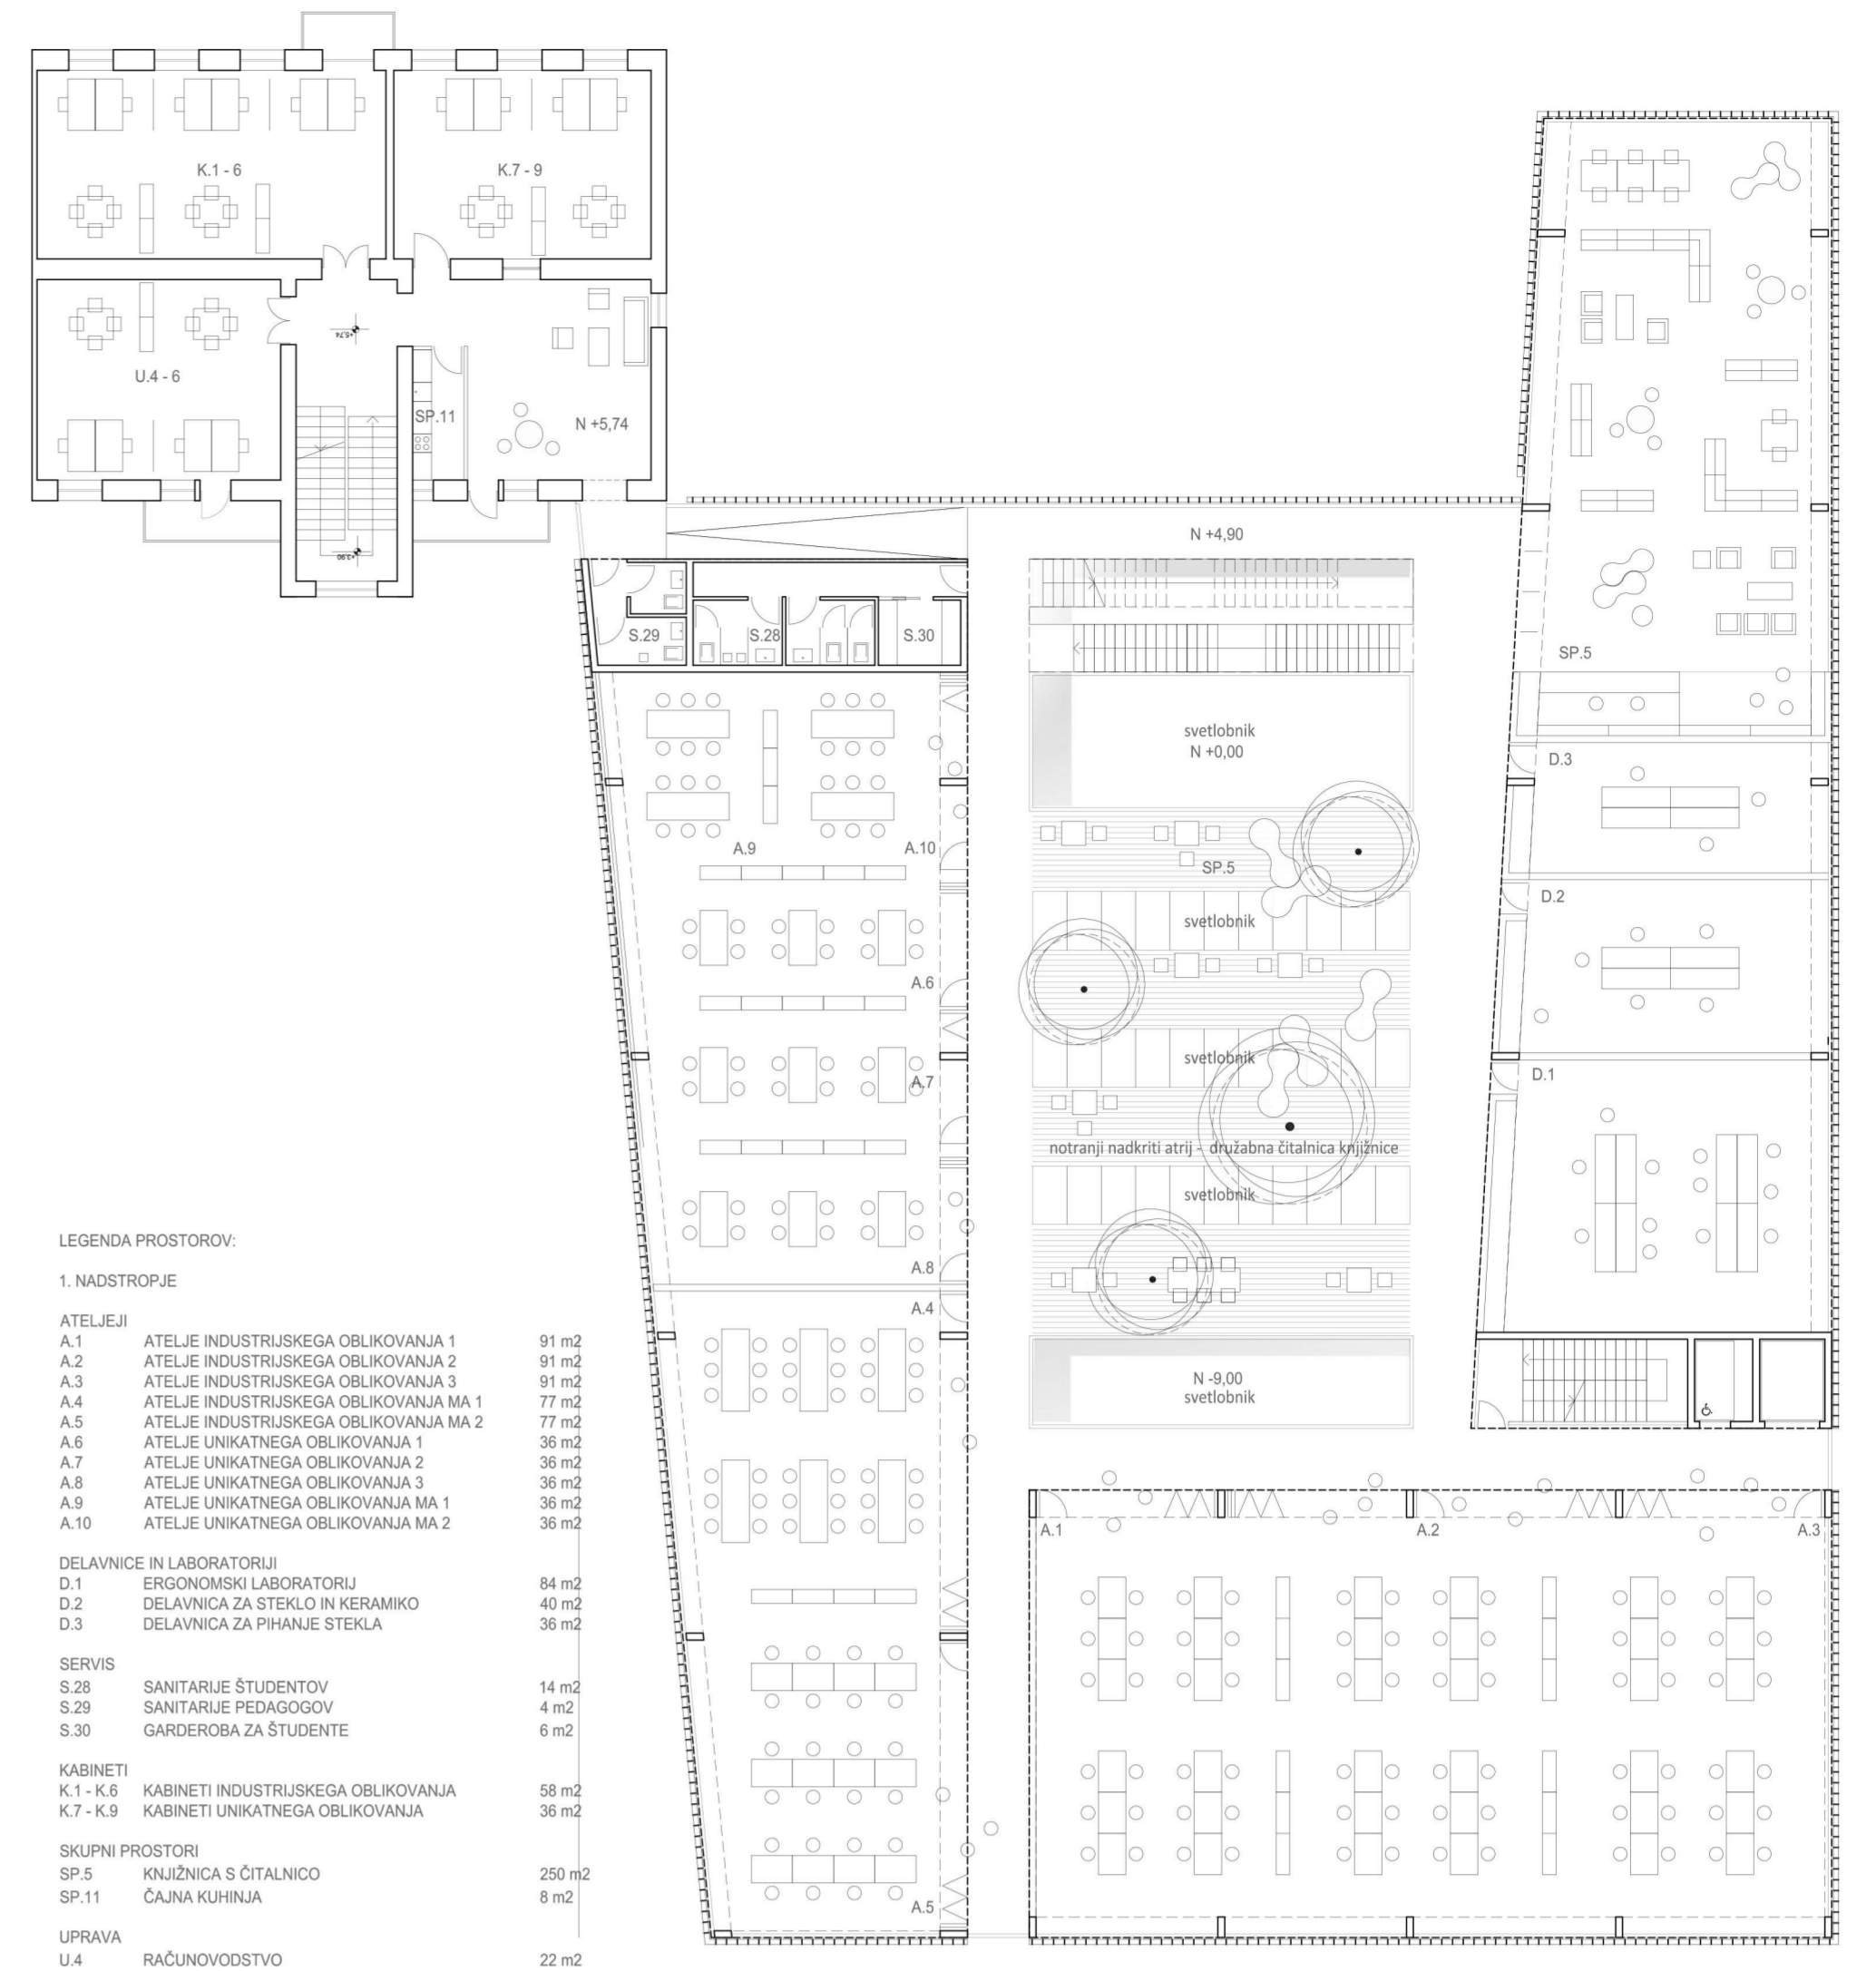 K.1 - 6
K.7 - 9
U.4 - 6
+5,74
SP.11
N +5,74
+3,90
N +4,90
S.29
S.28
S.30
SP.5
svetlobnik
N +0,00
D.3
A.9
A.10
SP.5
D.2
svetlobnik
A.6
svetlobnik
A.7
D.1
notranji nadkriti atrij - družabna čitalnica knjižnice
svetlobnik
A.8
A.4
N -9,00
svetlobnik
A.1
A.2
A.3
A.5
LEGENDA PROSTOROV:
1. NADSTROPJE
ATELJEJI
A.1 ATELJE INDUSTRIJSKEGA OBLIKOVANJA 1 91 m2
A.2 ATELJE INDUSTRIJSKEGA OBLIKOVANJA 2 91 m2
A.3 ATELJE INDUSTRIJSKEGA OBLIKOVANJA 3 91 m2
A.4 ATELJE INDUSTRIJSKEGA OBLIKOVANJA MA 1 77 m2
A.5 ATELJE INDUSTRIJSKEGA OBLIKOVANJA MA 2 77 m2
A.6 ATELJE UNIKATNEGA OBLIKOVANJA 1 36 m2
A.7 ATELJE UNIKATNEGA OBLIKOVANJA 2 36 m2
A.8 ATELJE UNIKATNEGA OBLIKOVANJA 3 36 m2
A.9 ATELJE UNIKATNEGA OBLIKOVANJA MA 1 36 m2
A.10 ATELJE UNIKATNEGA OBLIKOVANJA MA 2 36 m2
DELAVNICE IN LABORATORIJI
D.1 ERGONOMSKI LABORATORIJ 84 m2
D.2 DELAVNICA ZA STEKLO IN KERAMIKO 40 m2
D.3 DELAVNICA ZA PIHANJE STEKLA 36 m2
SERVIS
S.28 SANITARIJE ŠTUDENTOV 14 m2
S.29 SANITARIJE PEDAGOGOV 4 m2
S.30 GARDEROBA ZA ŠTUDENTE 6 m2
KABINETI
K.1 - K.6 KABINETI INDUSTRIJSKEGA OBLIKOVANJA 58 m2
K.7 - K.9 KABINETI UNIKATNEGA OBLIKOVANJA 36 m2
SKUPNI PROSTORI
SP.5 KNJIŽNICA S ČITALNICO 250 m2
SP.11 ČAJNA KUHINJA 8 m2
UPRAVA
U.4 RAČUNOVODSTVO 22 m2